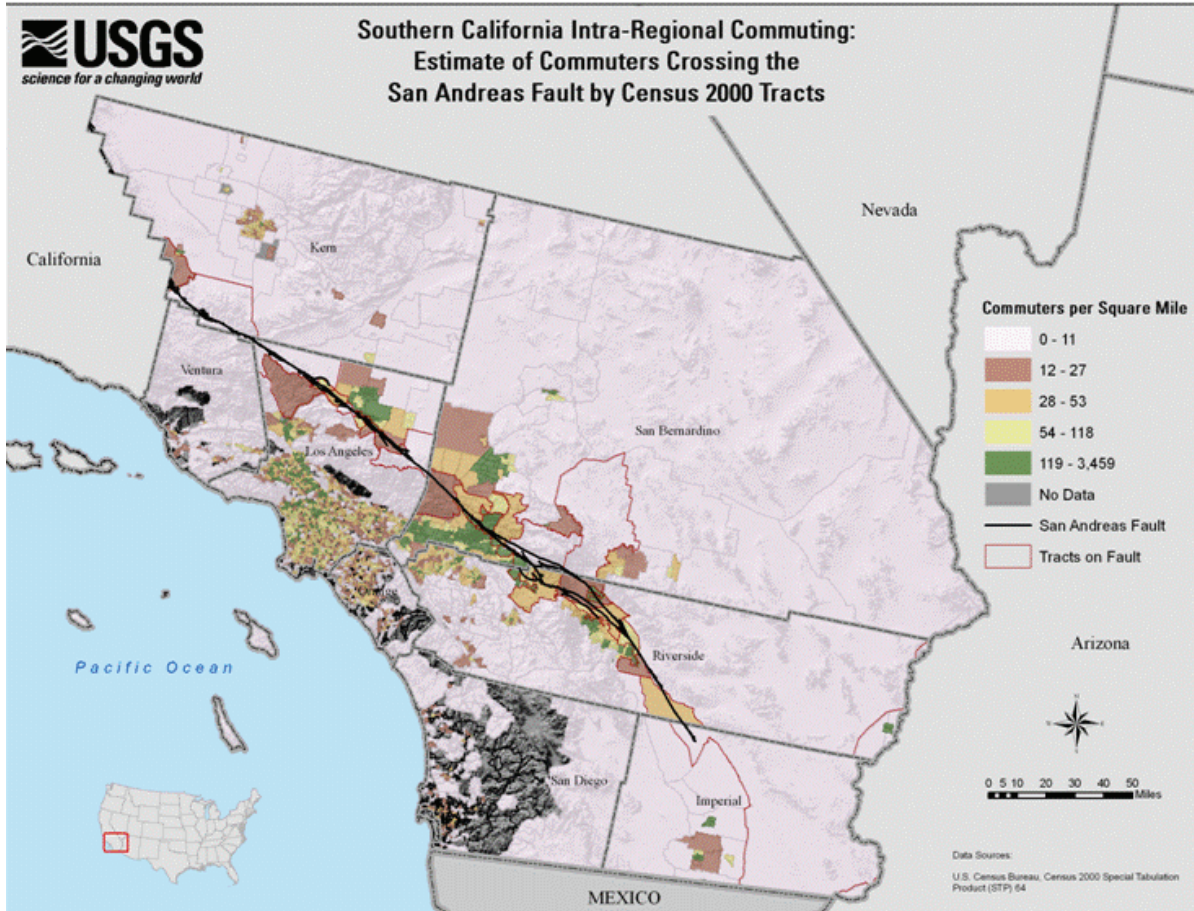 USGS
science for a changing world
Southern California Intra-Regional Commuting:
Estimate of Commuters Crossing the
San Andreas Fault by Census 2000 Tracts
Nevada
California
Kern
Ventura
Los Angeles
San Bernardino
Riverside
San Diego
Imperial
Pacific Ocean
Arizona
MEXICO
Commuters per Square Mile
0 - 11
12 - 27
28 - 53
54 - 118
119 - 3,459
No Data
San Andreas Fault
Tracts on Fault
0 5 10 20 30 40 50
Miles
Data Sources:
U.S. Census Bureau, Census 2000 Special Tabulation
Product (STP) 64